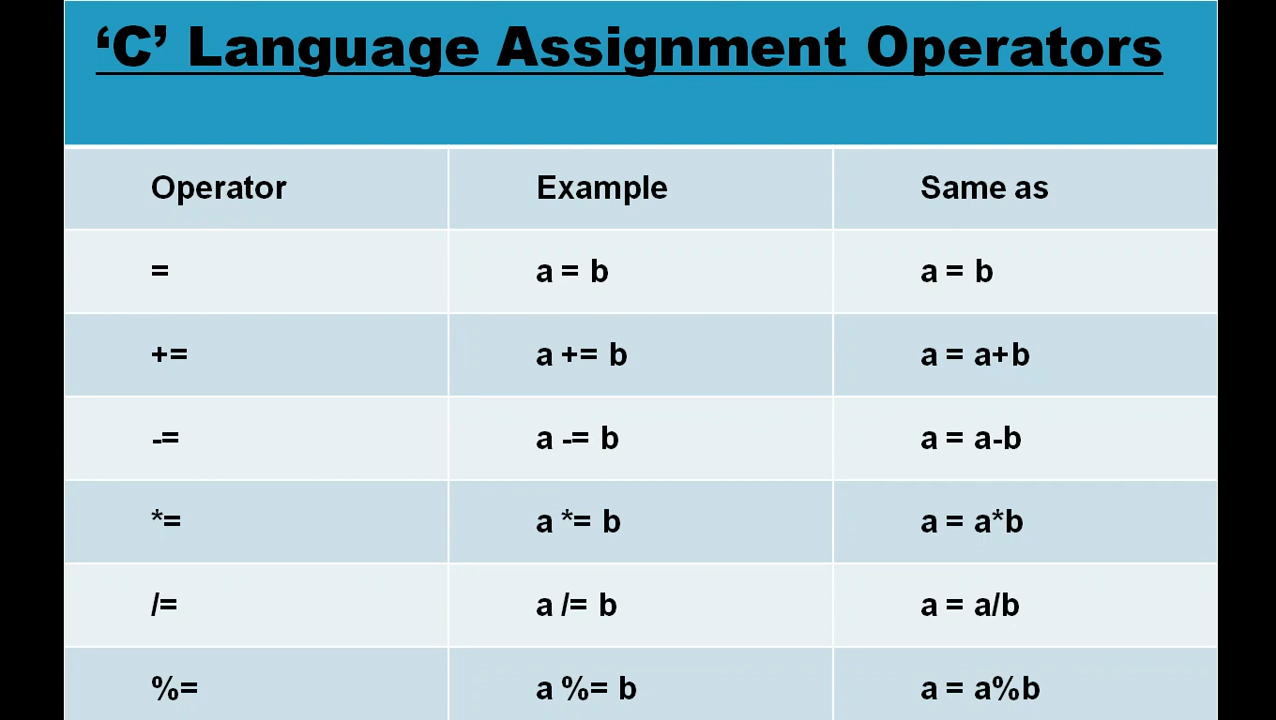 ‘C’ Language Assignment Operators
Operator Example Same as
= a = b a = b
+= a += b a = a+b
-= a -= b a = a-b
*= a *= b a = a*b
/= a /= b a = a/b
%= a %= b a = a%b